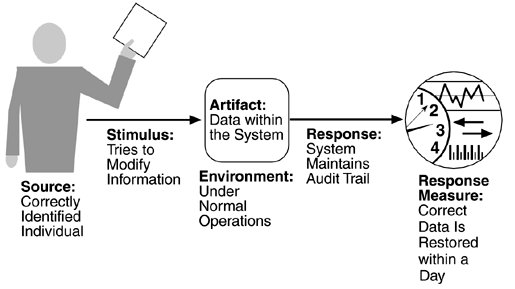 Source:
Correctly
Identified
Individual
Stimulus:
Tries to
Modify
Information
Artifact:
Data within
the System
Environment:
Under
Normal
Operations
Response:
System
Maintains
Audit Trail
1
2
3
4
Response
Measure:
Correct
Data Is
Restored
within a
Day